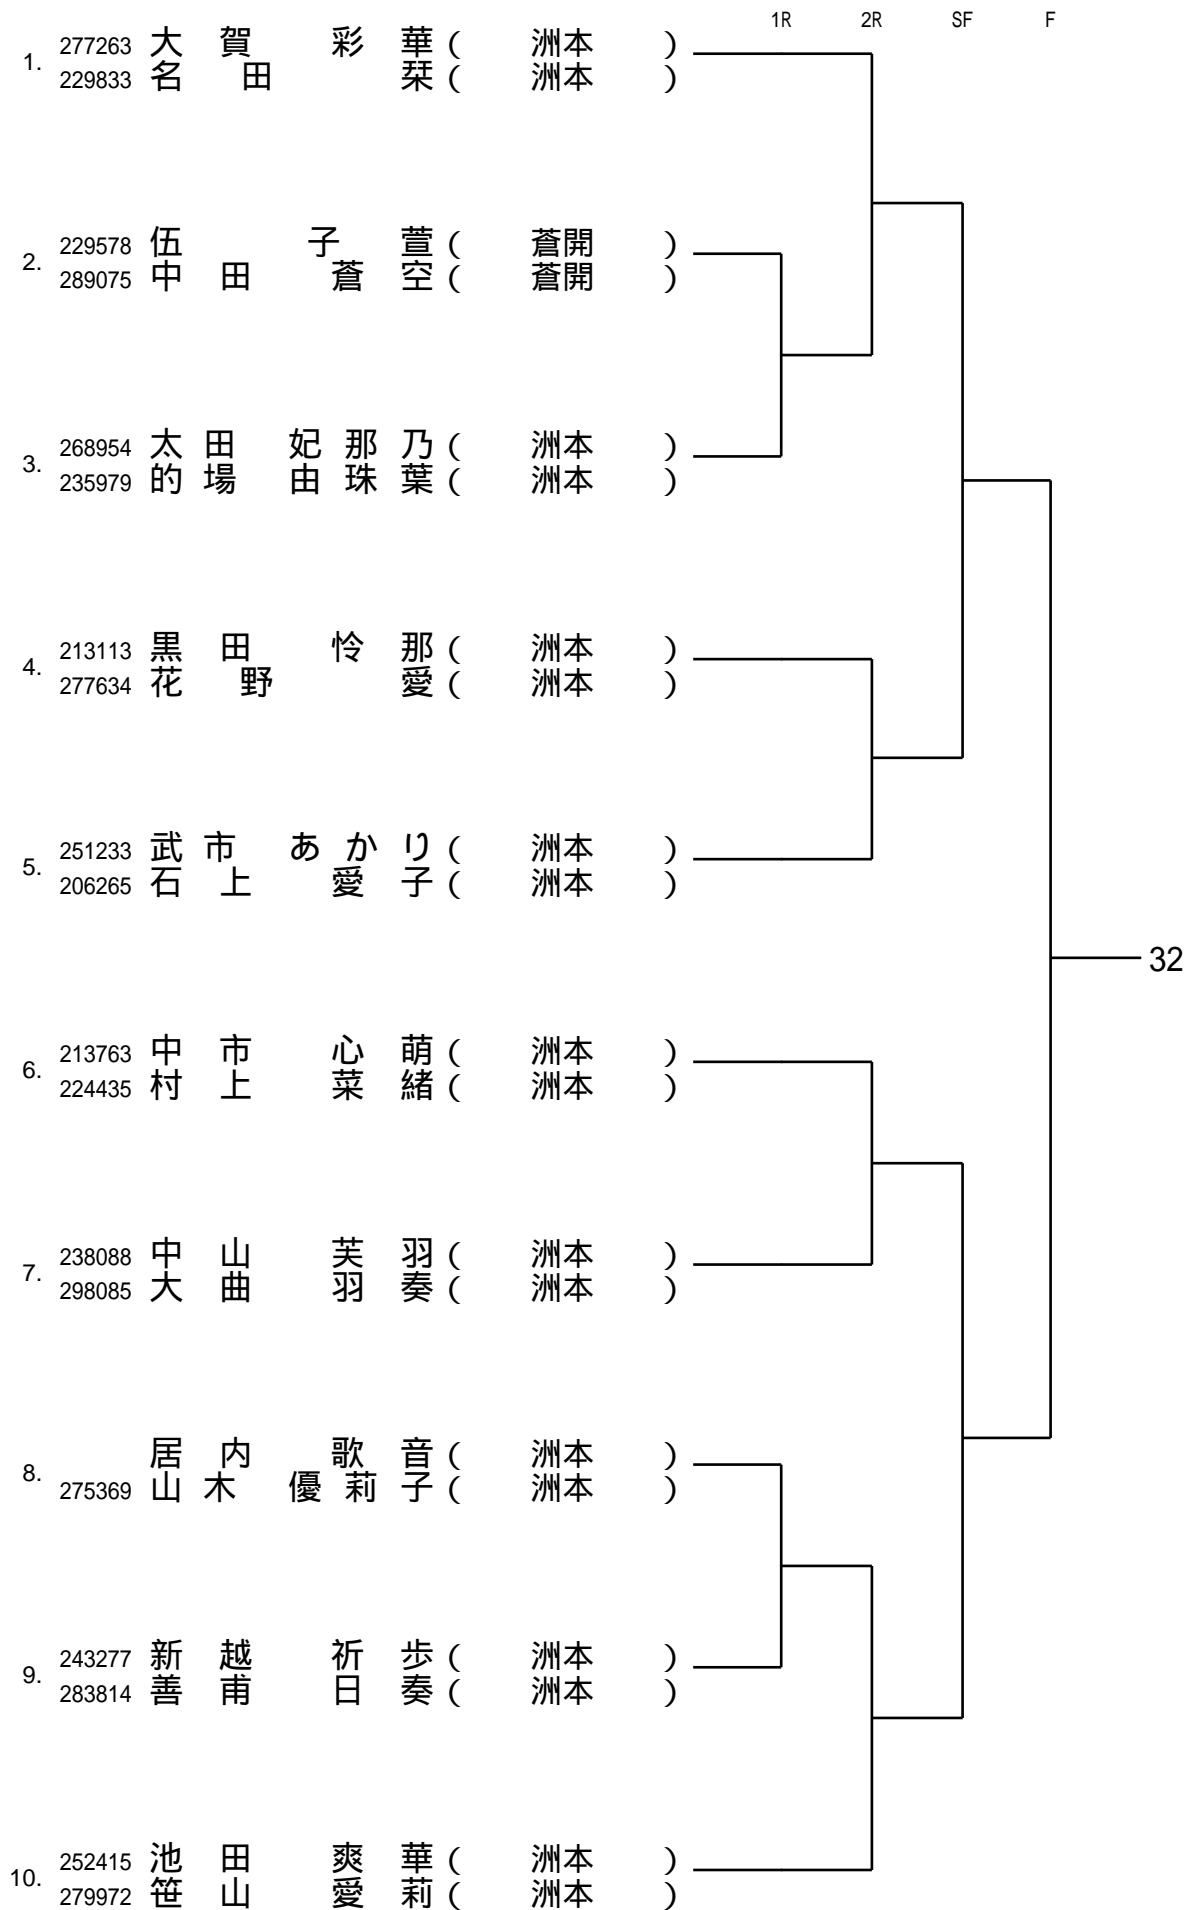 1R 2R SF F
1. 277263 大賀 彩華 ( 洲本 )
229833 名田 栞 ( 洲本 )
2. 229578 伍 子萱 ( 蒼開 )
289075 中田 蒼空 ( 蒼開 )
3. 268954 太田 妃那乃 ( 洲本 )
235979 的場 由珠葉 ( 洲本 )
4. 213113 黒田 怜那 ( 洲本 )
277634 花野 愛 ( 洲本 )
5. 251233 武市 あかり ( 洲本 )
206265 石上 愛子 ( 洲本 )
32
6. 213763 中市 心萌 ( 洲本 )
224435 村上 菜緒 ( 洲本 )
7. 238088 中山 芙羽 ( 洲本 )
298085 大曲 羽奏 ( 洲本 )
8. 居内 歌音 ( 洲本 )
275369 山木 優莉子 ( 洲本 )
9. 243277 新越 祈歩 ( 洲本 )
283814 善甫 日奏 ( 洲本 )
10. 252415 池田 爽華 ( 洲本 )
279972 笹山 愛莉 ( 洲本 )